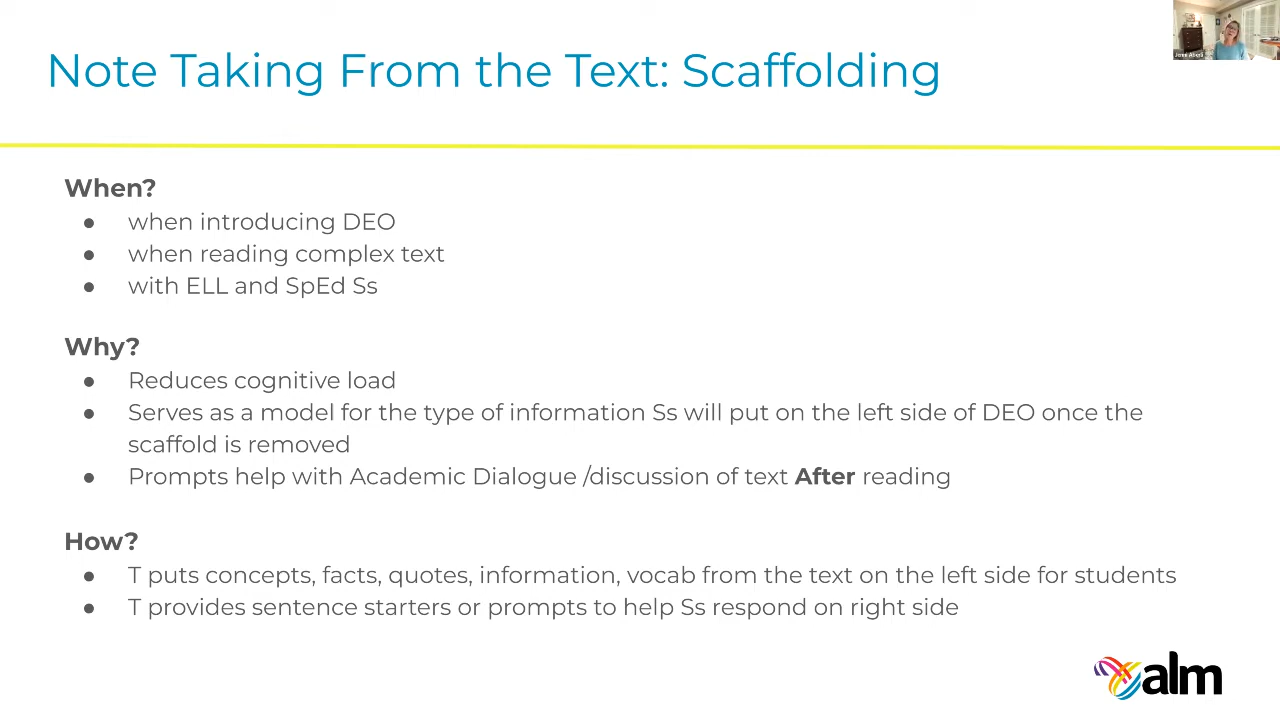 Note Taking From the Text: Scaffolding
When?
● when introducing DEO
● when reading complex text
● with ELL and SpEd Ss
Why?
● Reduces cognitive load
● Serves as a model for the type of information Ss will put on the left side of DEO once the
scaffold is removed
● Prompts help with Academic Dialogue /discussion of text After reading
How?
● T puts concepts, facts, quotes, information, vocab from the text on the left side for students
● T provides sentence starters or prompts to help Ss respond on right side
alm